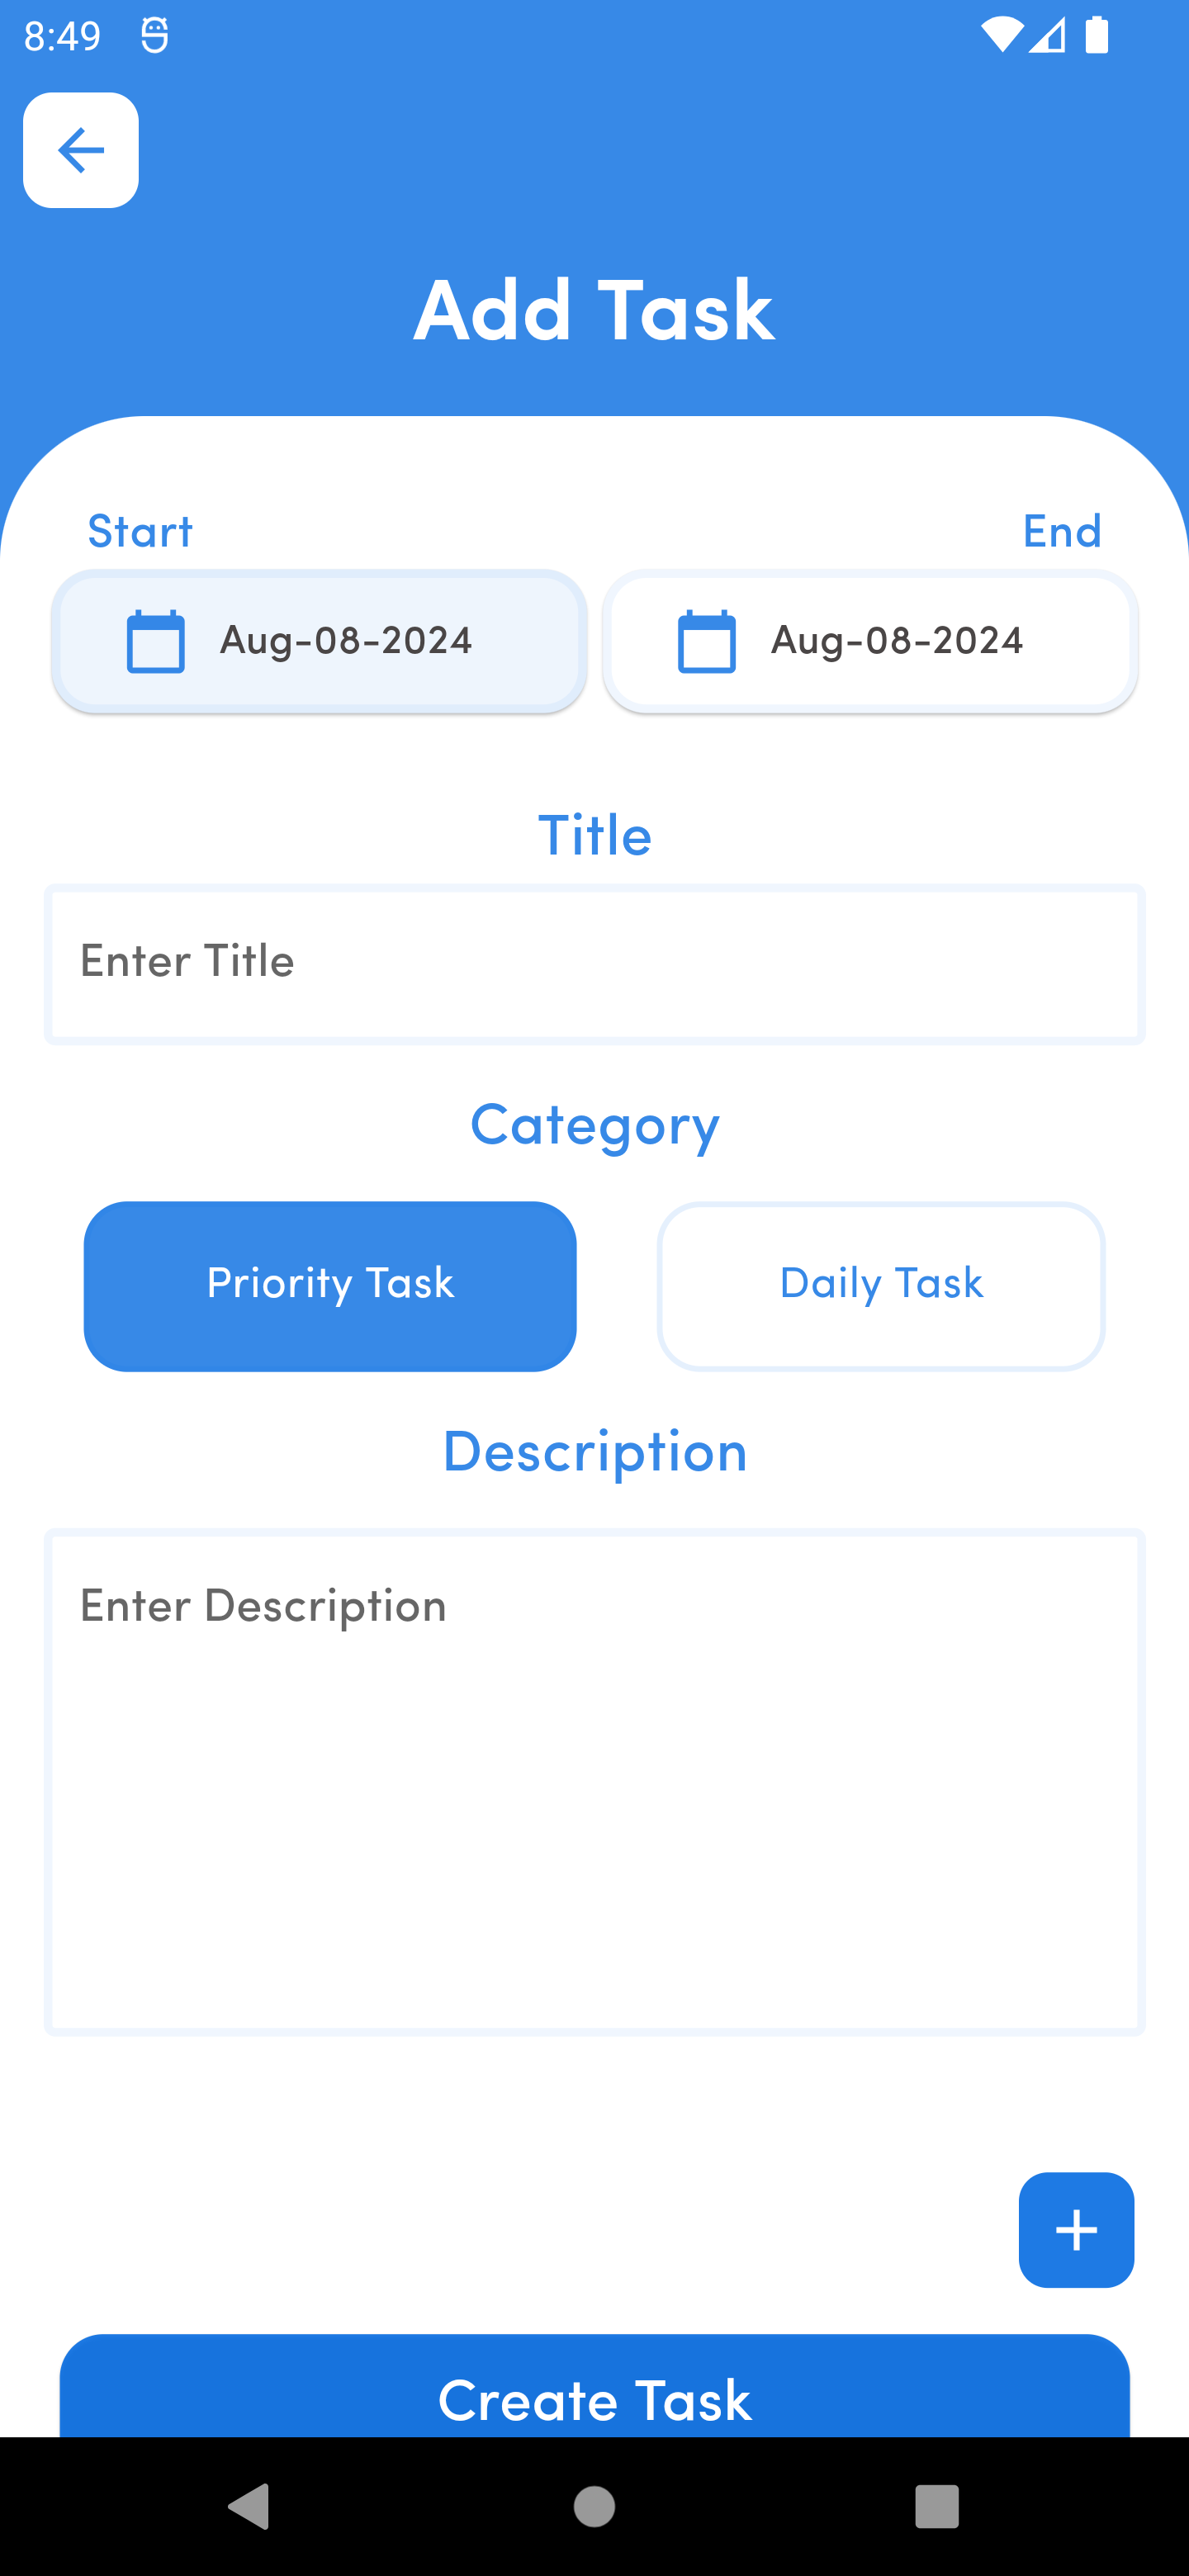 8:49
Add Task
Start End
Aug-08-2024 Aug-08-2024
Title
Enter Title
Category
Priority Task Daily Task
Description
Enter Description
Create Task